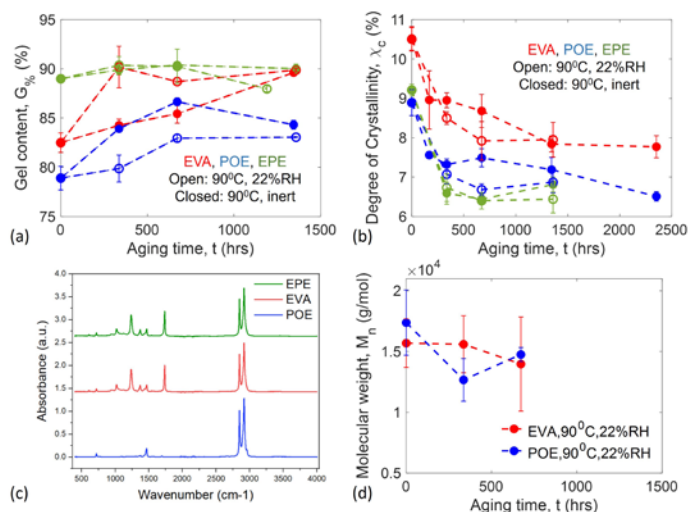 Gel content, G% (%)
95
90
85
80
75
0
500
1000
1500
EVA, POE, EPE
Open: 90°C, 22%RH
Closed: 90°C, inert
Aging time, t (hrs)
(a)
Degree of Crystallinity, χc (%)
11
10
9
8
7
6
5
0
500
1000
1500
2000
2500
EVA, POE, EPE
Open: 90°C, 22%RH
Closed: 90°C, inert
Aging time, t (hrs)
(b)
Absorbance (a.u.)
4.0
3.5
3.0
2.5
2.0
1.5
1.0
0.5
0.0
500
1000
1500
2000
2500
3000
3500
4000
EPE
EVA
POE
Wavenumber (cm-1)
(c)
Molecular weight, Mn (g/mol)
×10⁴
2
1.5
1
0.5
0
500
1000
1500
EVA,90⁰C,22%RH
POE,90⁰C,22%RH
Aging time, t (hrs)
(d)